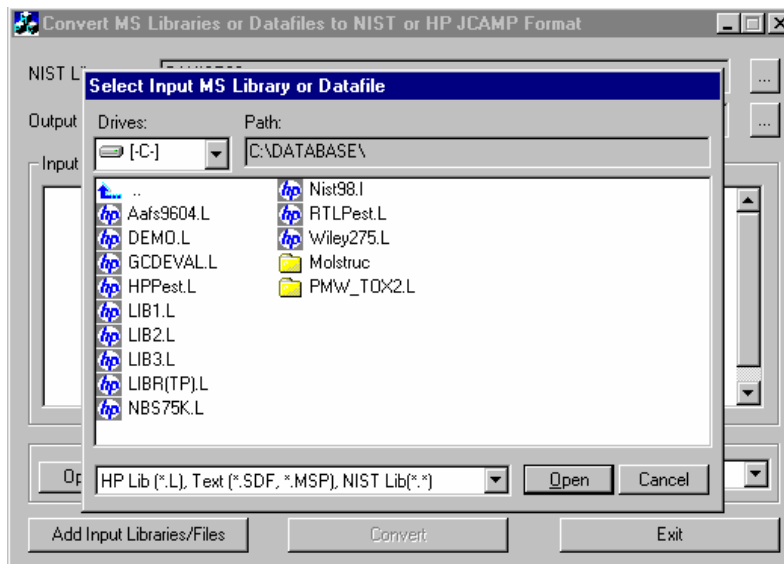 Convert MS Libraries or Datafiles to NIST or HP JCAMP Format
NIST Li
...
Select Input MS Library or Datafile
Output
...
Drives:
Path:
[-C-]
C:\DATABASE\
Input
..
Aafs9604.L
DEMO.L
GCDEVAL.L
HPPest.L
LIB1.L
LIB2.L
LIB3.L
LIBR(TP).L
NBS75K.L
Nist98.l
RTLPest.L
Wiley275.L
Molstruc
PMW_TOX2.L
Op
HP Lib (*.L), Text (*.SDF, *.MSP), NIST Lib(*.*)
Open
Cancel
Add Input Libraries/Files
Convert
Exit